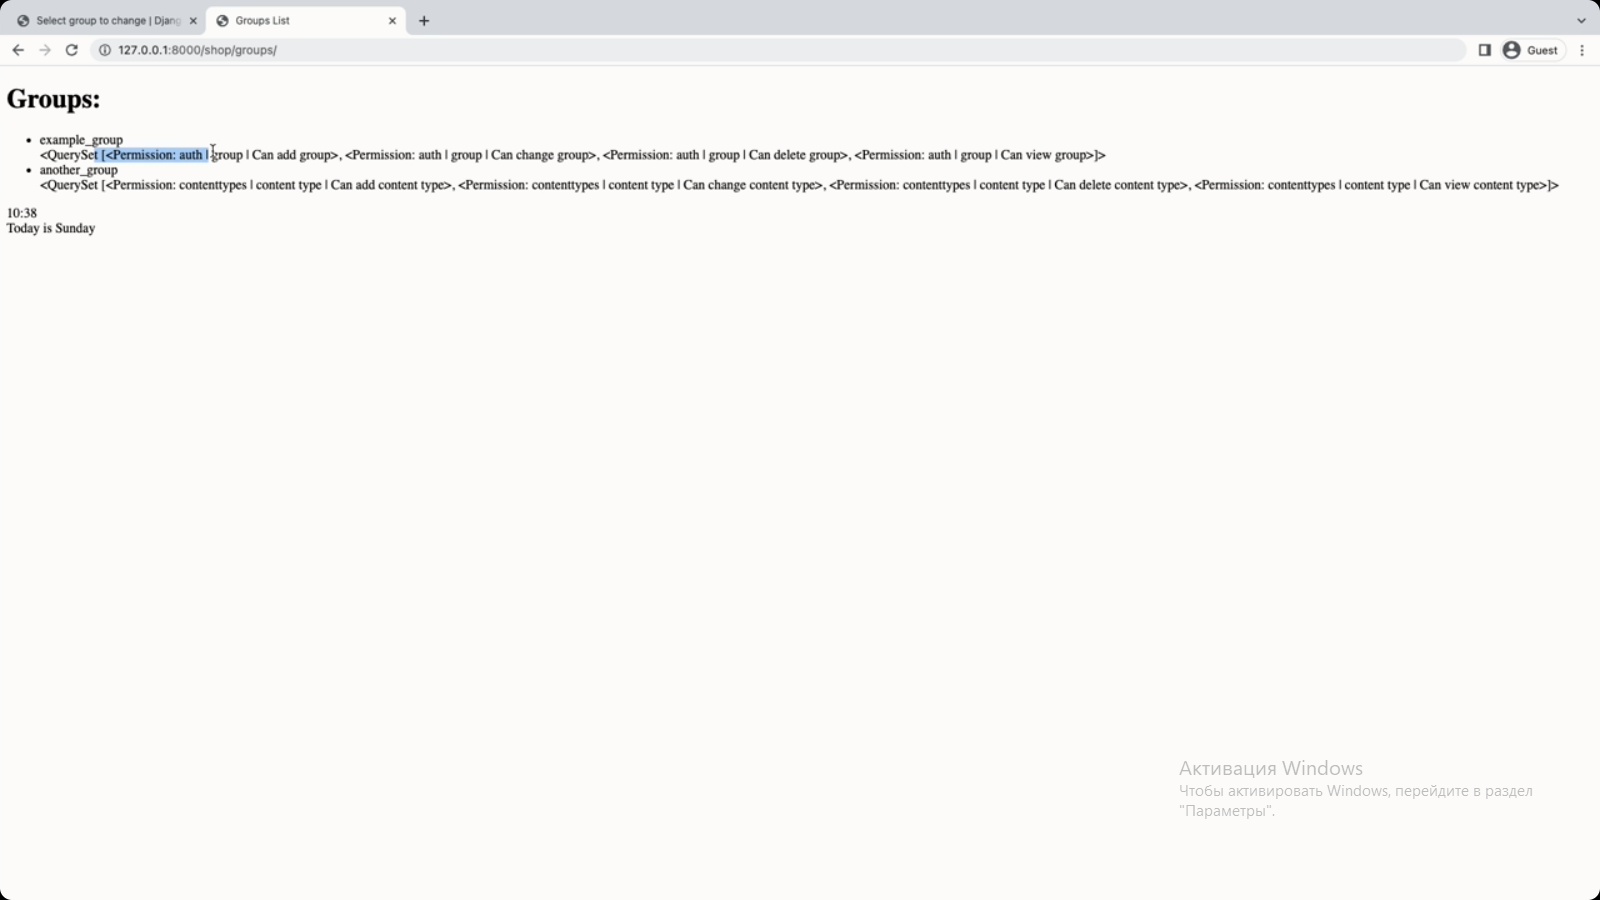 Select group to change | Djang
Groups List
127.0.0.1:8000/shop/groups/
Guest
Groups:
• example_group
<QuerySet [<Permission: auth | group | Can add group>, <Permission: auth | group | Can change group>, <Permission: auth | group | Can delete group>, <Permission: auth | group | Can view group>]>
• another_group
<QuerySet [<Permission: contenttypes | content type | Can add content type>, <Permission: contenttypes | content type | Can change content type>, <Permission: contenttypes | content type | Can delete content type>, <Permission: contenttypes | content type | Can view content type>]>
10:38
Today is Sunday
Активация Windows
Чтобы активировать Windows, перейдите в раздел
"Параметры".